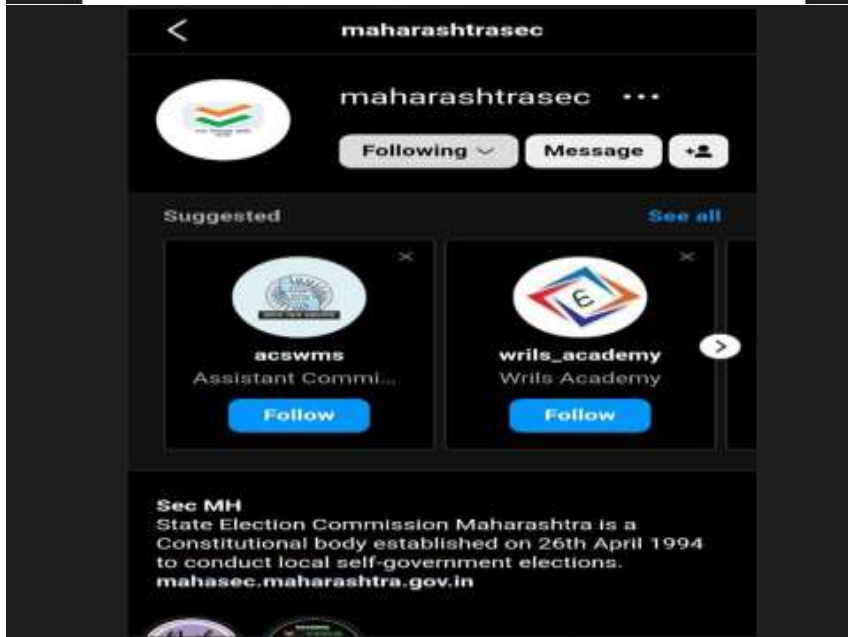 maharashtrasec
maharashtrasec
Following
Message
Suggested
See all
acswms
Assistant Commi...
Follow
wrils_academy
Wrils Academy
Follow
Sec MH
State Election Commission Maharashtra is a
Constitutional body established on 26th April 1994
to conduct local self-government elections.
mahasec.maharashtra.gov.in